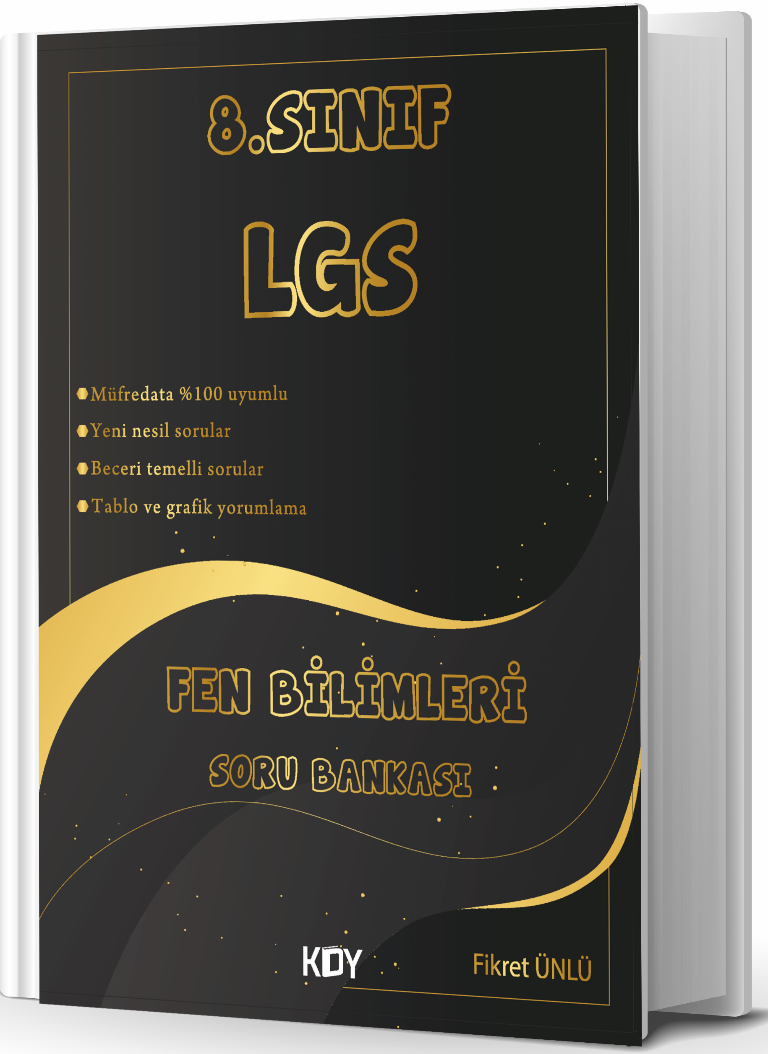 8.SINIF
LGS
Müfredata %100 uyumlu
Yeni nesil sorular
Beceri temelli sorular
Tablo ve grafik yorumlama
FEN BİLİMLERİ
SORU BANKASI
KDY
Fikret ÜNLÜ